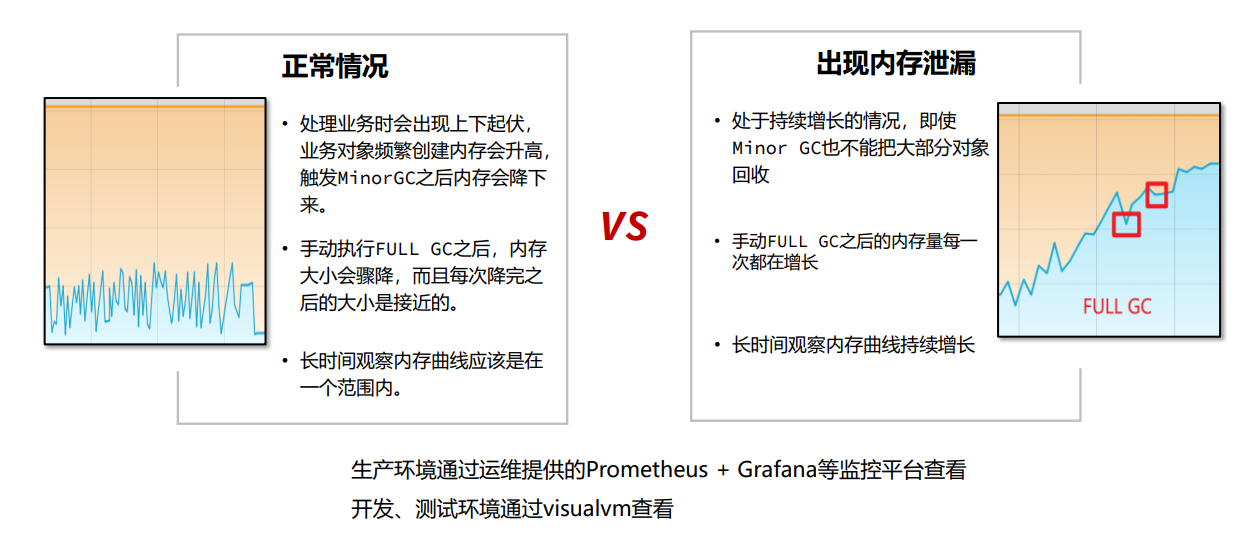 正常情况
• 处理业务时会出现上下起伏，
业务对象频繁创建内存会升高，
触发MinorGC之后内存会降下
来。
• 手动执行FULL GC之后，内存
大小会骤降，而且每次降完之
后的大小是接近的。
• 长时间观察内存曲线应该是在
一个范围内。
VS
出现内存泄漏
• 处于持续增长的情况，即使
Minor GC也不能把大部分对象
回收
• 手动FULL GC之后的内存量每一
次都在增长
• 长时间观察内存曲线持续增长
FULL GC
生产环境通过运维提供的Prometheus + Grafana等监控平台查看
开发、测试环境通过visualvm查看